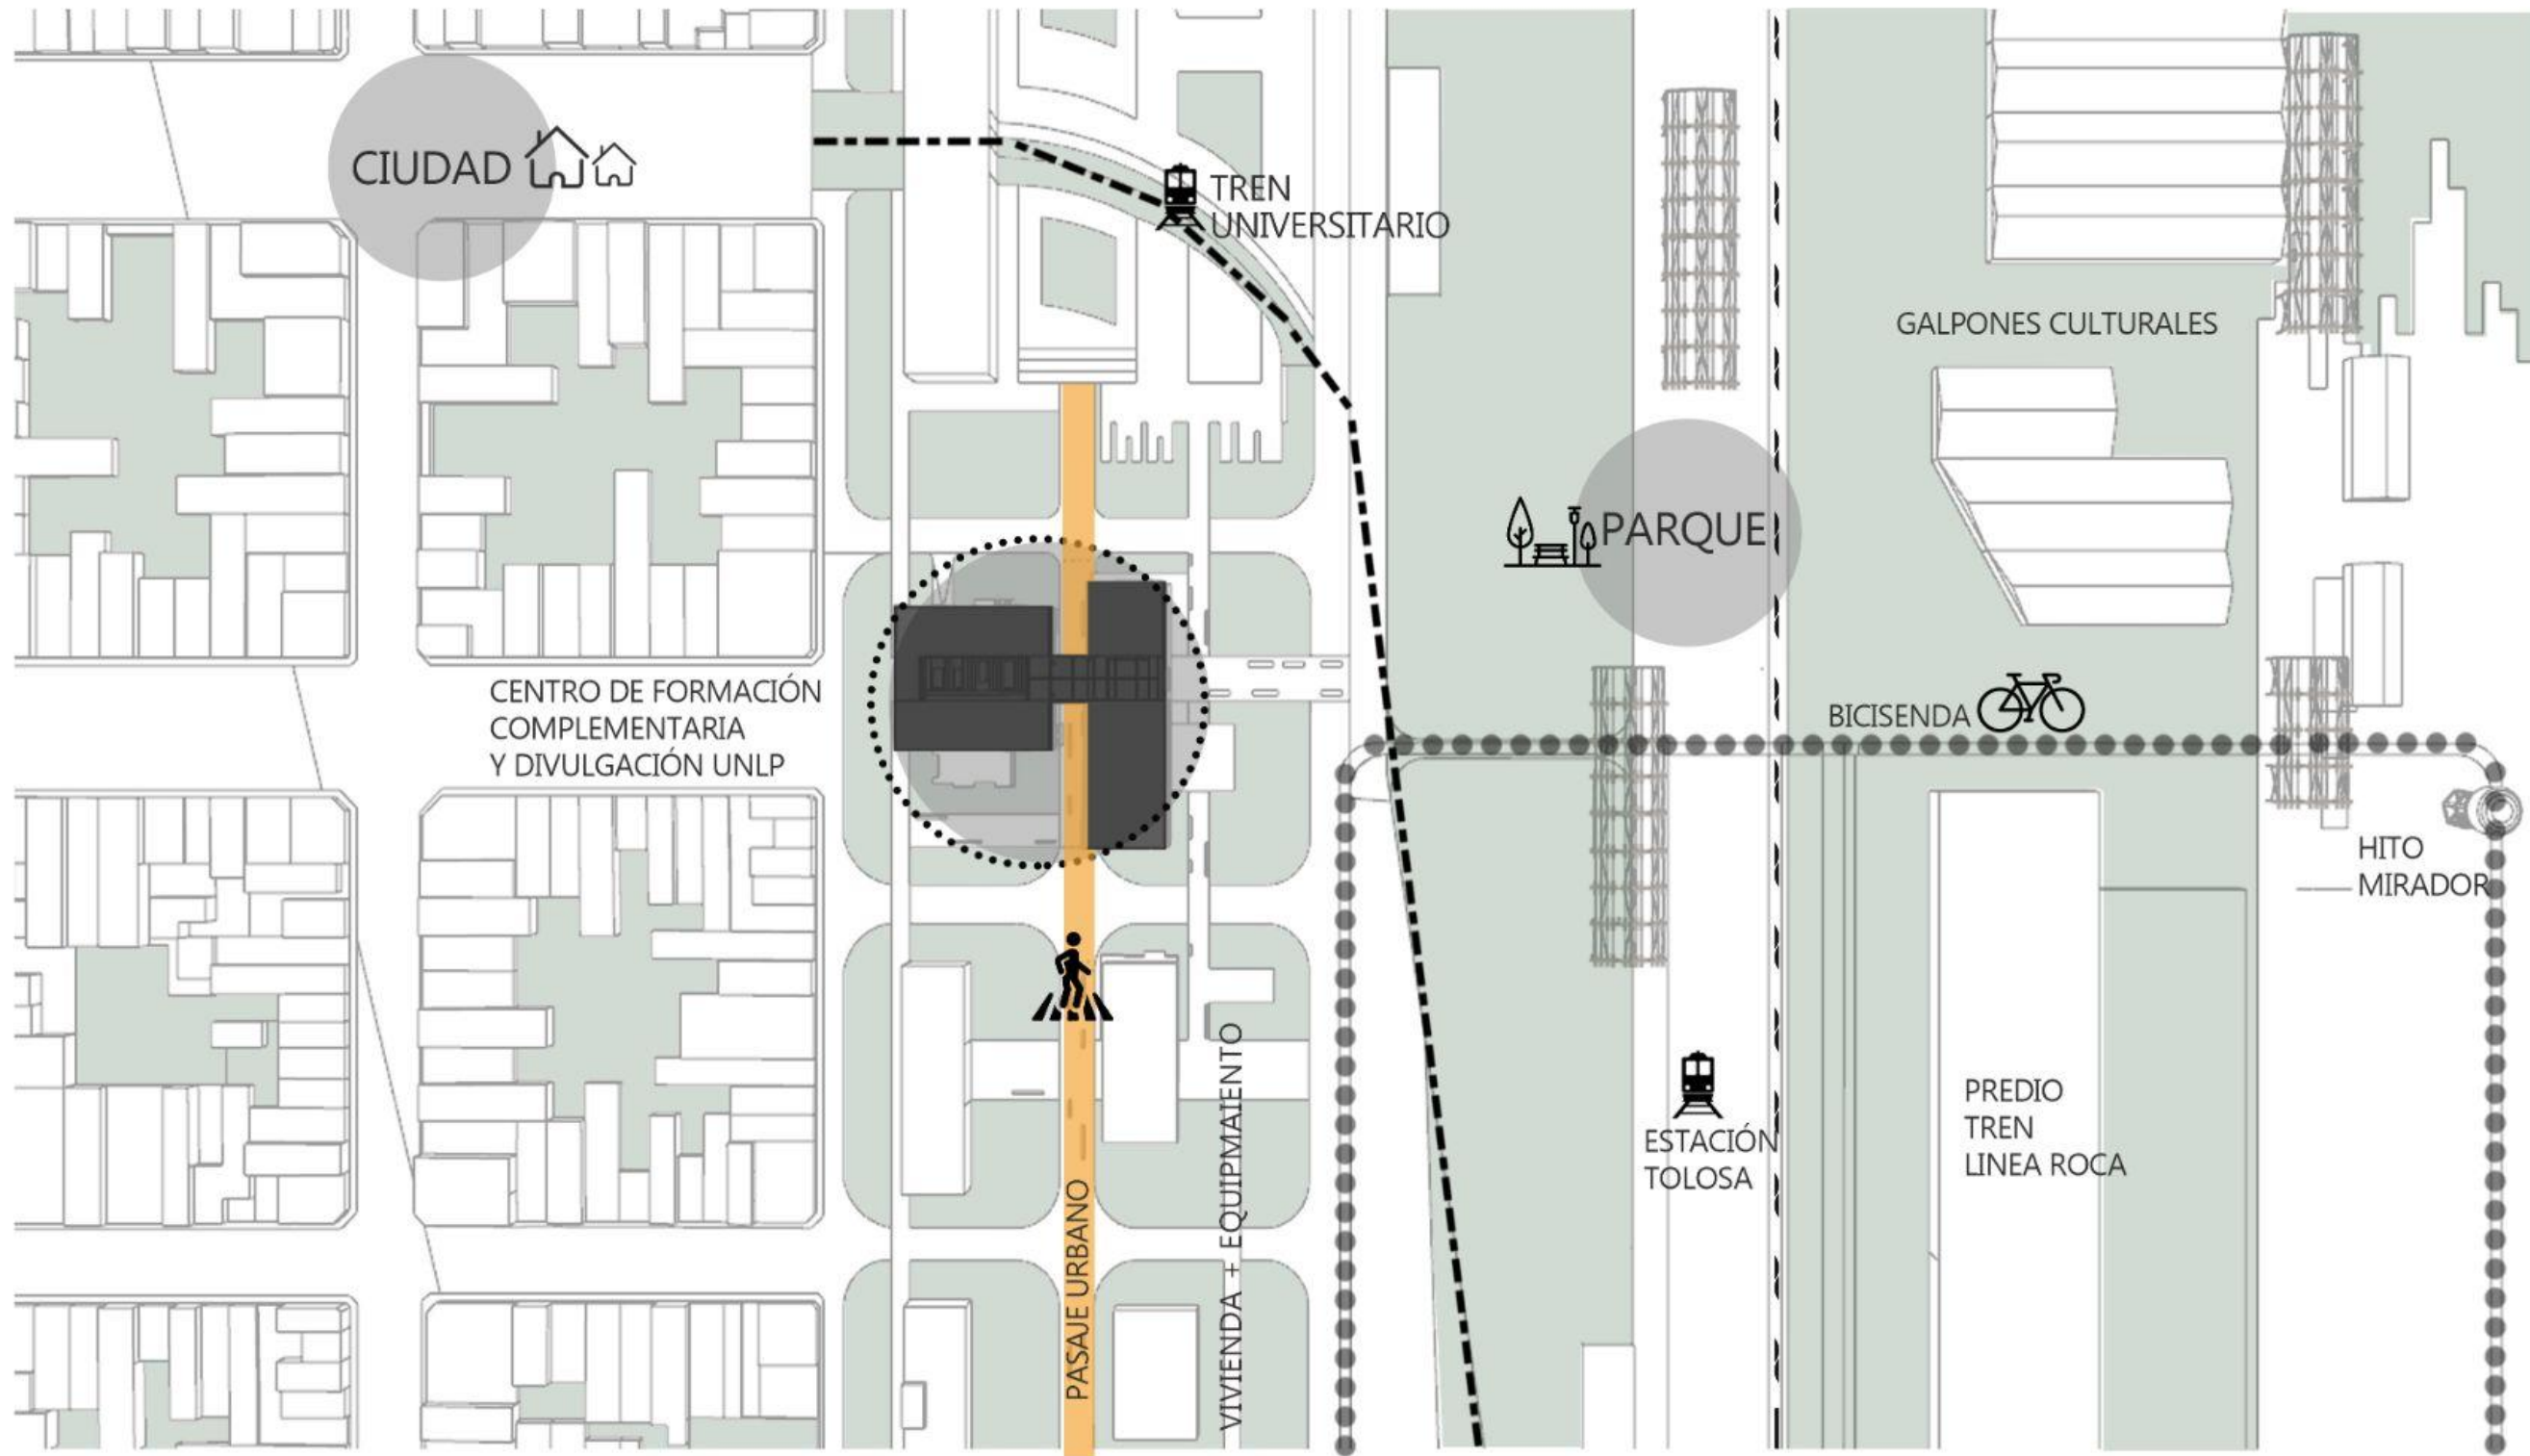 CIUDAD
TREN
UNIVERSITARIO
GALPONES CULTURALES
PARQUE
CENTRO DE FORMACIÓN
COMPLEMENTARIA
Y DIVULGACIÓN UNLP
BICISENDA
HITO
MIRADOR
PASAJE URBANO
VIVIENDA + EQUIPMAIENTO
ESTACIÓN
TOLOSA
PREDIO
TREN
LINEA ROCA